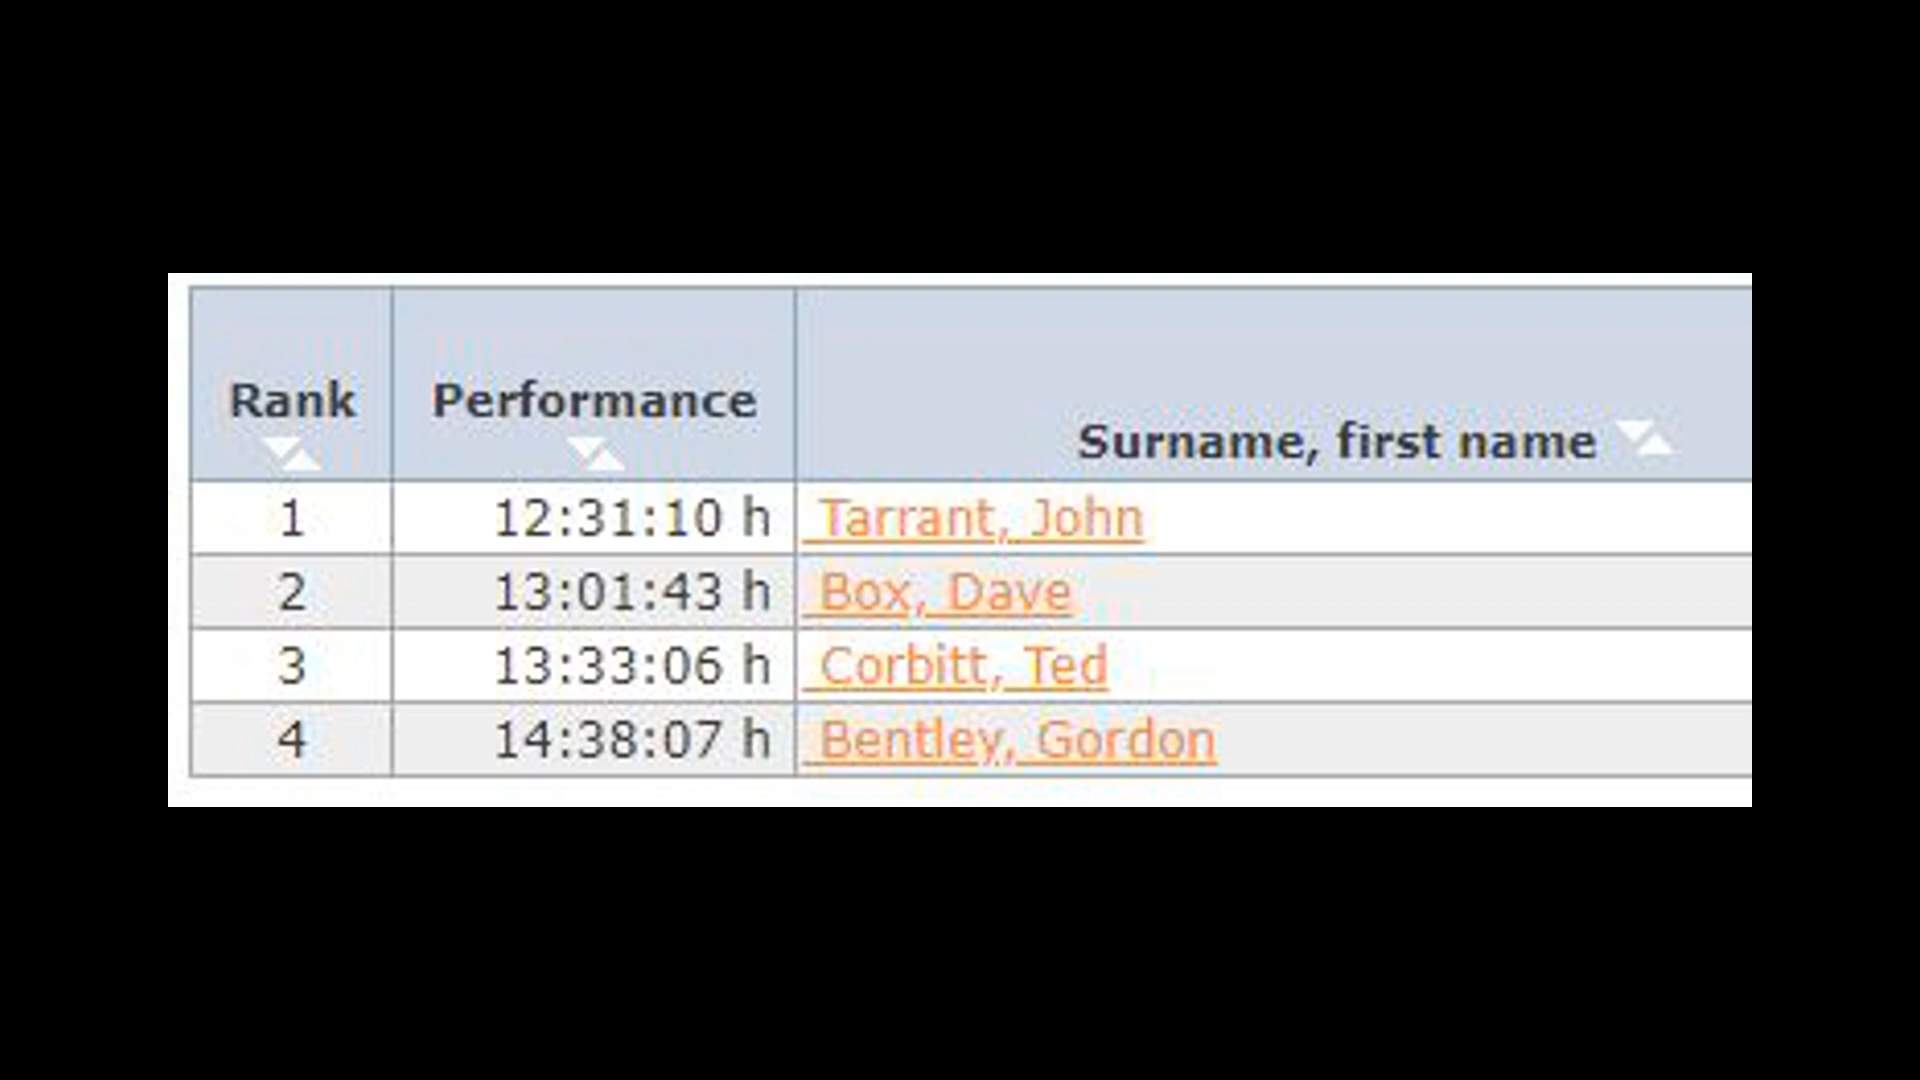 Rank Performance Surname, first name
1 12:31:10 h Tarrant, John
2 13:01:43 h Box, Dave
3 13:33:06 h Corbitt, Ted
4 14:38:07 h Bentley, Gordon